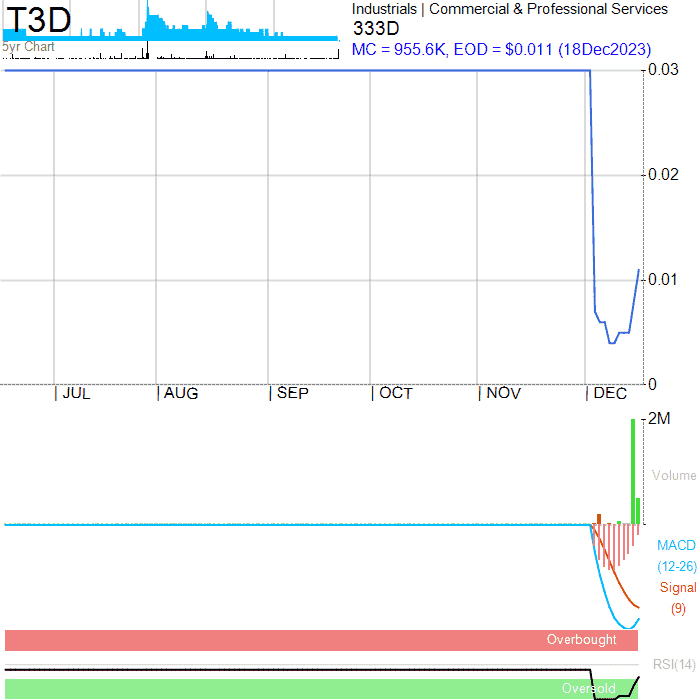 T3D
5yr Chart
Industrials | Commercial & Professional Services
333D
MC = 955.6K, EOD = $0.011 (18Dec2023)
0.03
0.02
0.01
0
JUL AUG SEP OCT NOV DEC
2M
Volume
MACD
(12-26)
Signal
(9)
Overbought
RSI(14)
Oversold